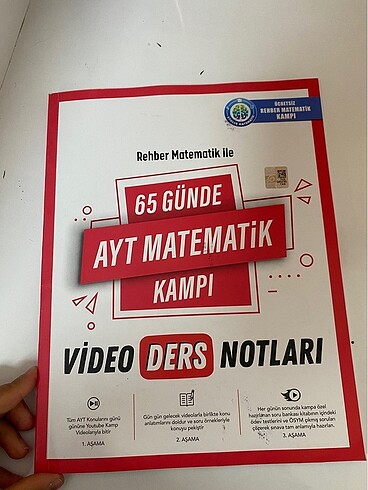 ÜCRETSİZ
REHBER MATEMATİK
KAMPI
Rehber Matematik ile
65 GÜNDE
AYT MATEMATİK
KAMPI
VİDEO DERS NOTLARI
Tüm AYT Konularını günü
gününe Youtube Kamp
Videolarıyla bitir
1. AŞAMA
Gün gün gelecek videolarla birlikte konu
anlatımlarını doldur ve soru örnekleriyle
konuyu pekiştir
2. AŞAMA
Her günün sonunda kampa özel
hazırlanan soru bankası kitabının içindeki
ödev testlerini ve ÖSYM çıkmış soruları
çözerek sınava tam anlamıyla hazırlan.
3. AŞAMA